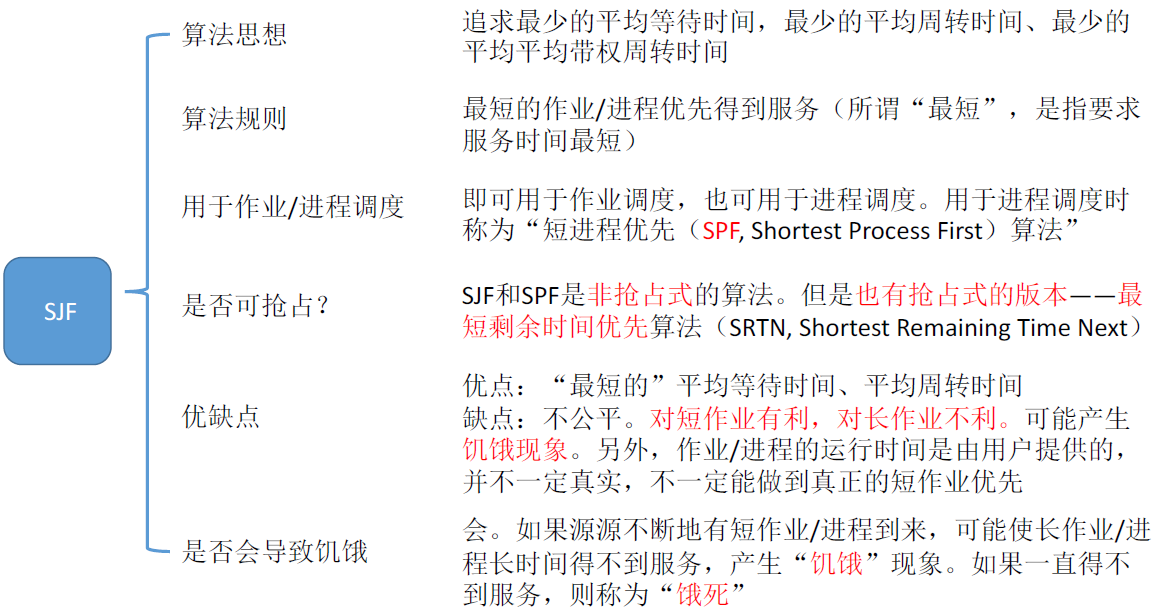 算法思想
追求最少的平均等待时间，最少的平均周转时间、最少的
平均平均带权周转时间
算法规则
最短的作业/进程优先得到服务（所谓“最短”，是指要求
服务时间最短）
用于作业/进程调度
即可用于作业调度，也可用于进程调度。用于进程调度时
称为“短进程优先（SPF, Shortest Process First）算法”
SJF
是否可抢占？
SJF和SPF是非抢占式的算法。但是也有抢占式的版本——最
短剩余时间优先算法（SRTN, Shortest Remaining Time Next）
优缺点
优点：“最短的”平均等待时间、平均周转时间
缺点：不公平。对短作业有利，对长作业不利。可能产生
饥饿现象。另外，作业/进程的运行时间是由用户提供的，
并不一定真实，不一定能做到真正的短作业优先
是否会导致饥饿
会。如果源源不断地有短作业/进程到来，可能使长作业/进
程长时间得不到服务，产生“饥饿”现象。如果一直得不
到服务，则称为“饿死”